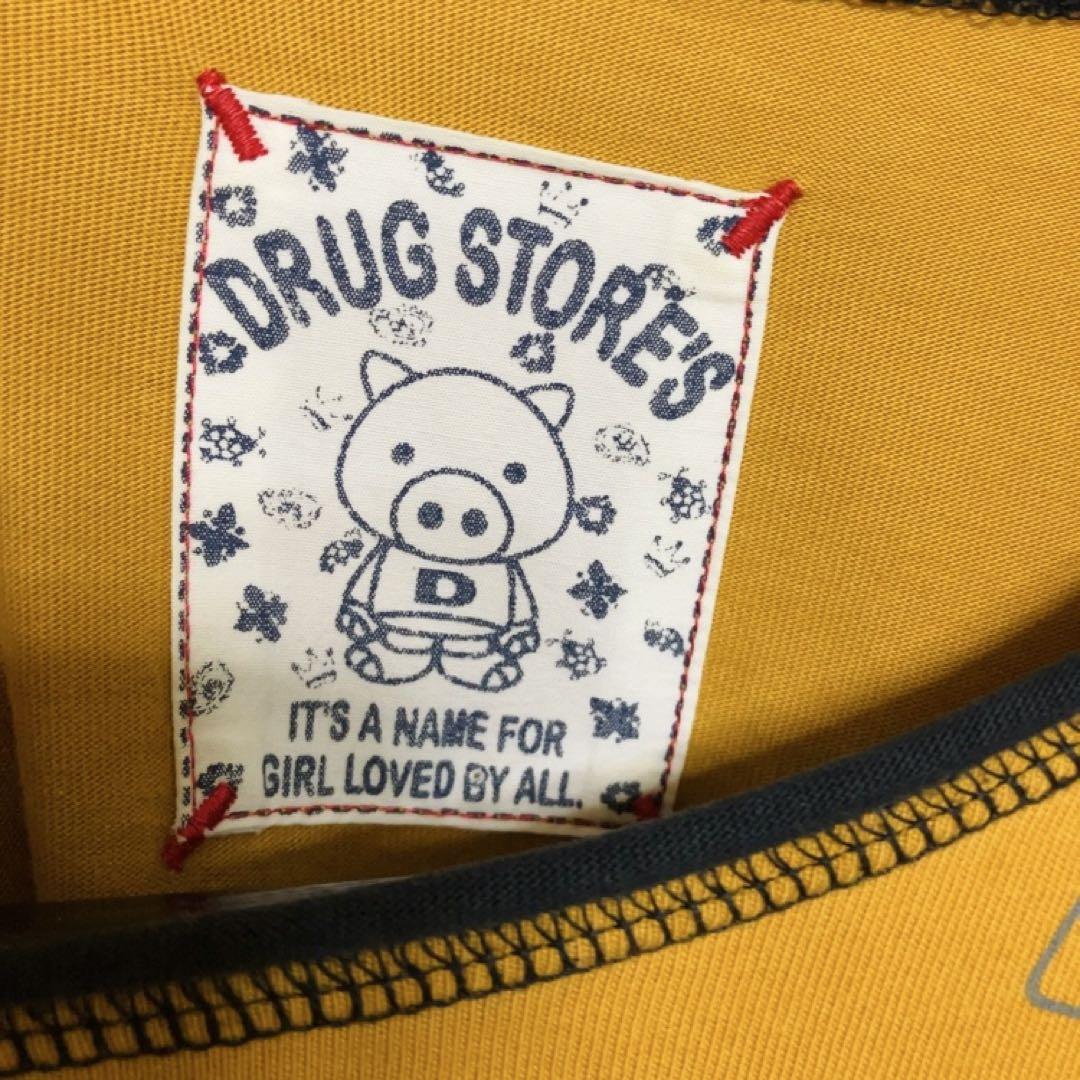 DRUG STORE'S
D
IT'S A NAME FOR
GIRL LOVED BY ALL.